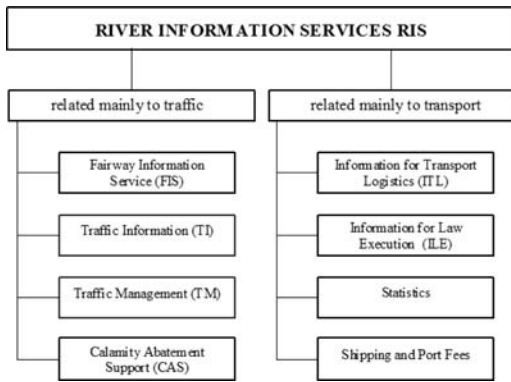 RIVER INFORMATION SERVICES RIS
related mainly to traffic
Fairway Information
Service (FIS)
Traffic Information (TI)
Traffic Management (TM)
Calamity Abatement
Support (CAS)
related mainly to transport
Information for Transport
Logistics (ITL)
Information for Law
Execution (ILE)
Statistics
Shipping and Port Fees